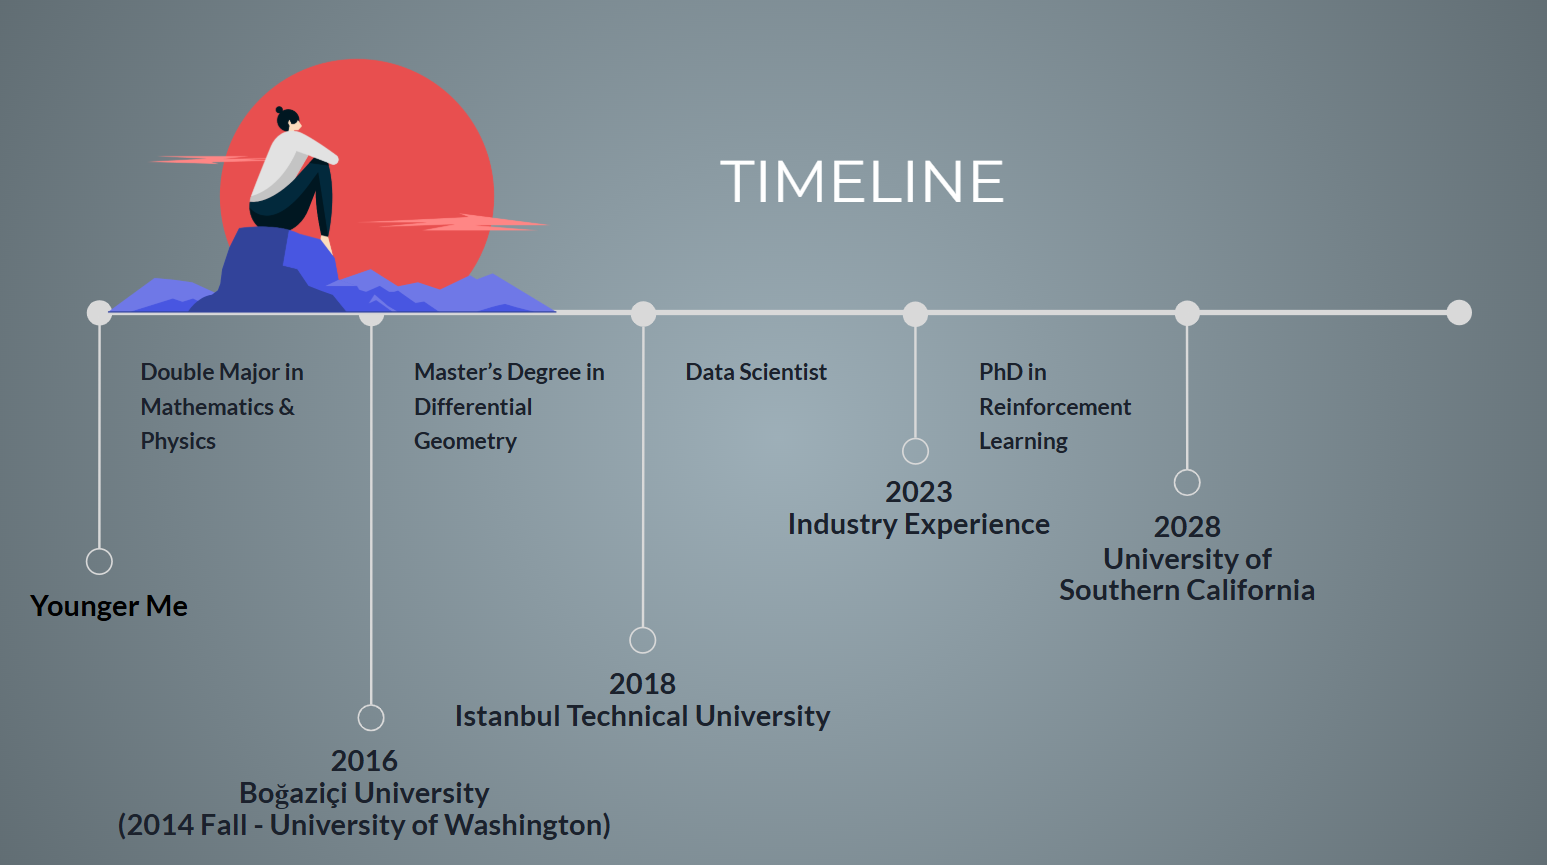 TIMELINE
Double Major in
Mathematics &
Physics
Master’s Degree in
Differential
Geometry
Data Scientist
PhD in
Reinforcement
Learning
Younger Me
2016
Boğaziçi University
(2014 Fall - University of Washington)
2018
Istanbul Technical University
2023
Industry Experience
2028
University of
Southern California